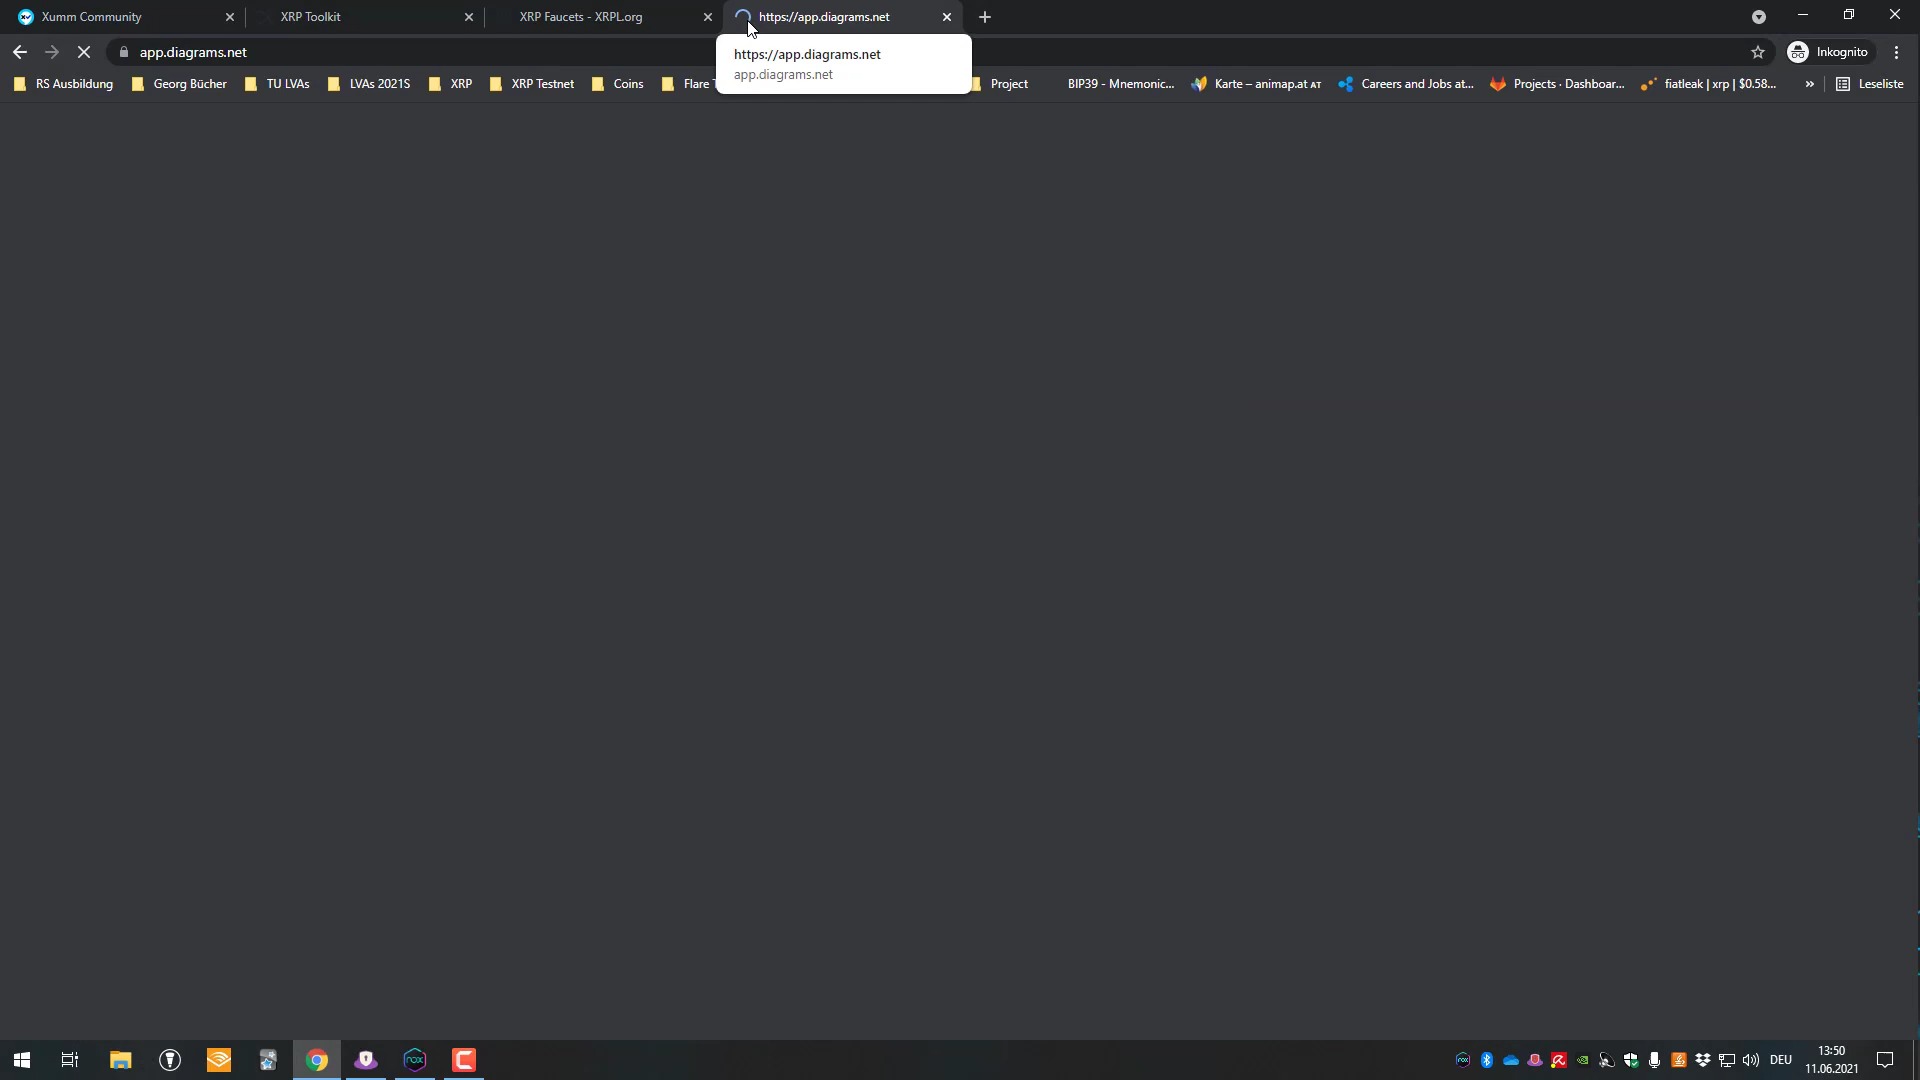 Xumm Community
XRP Toolkit
XRP Faucets - XRPL.org
https://app.diagrams.net
app.diagrams.net
https://app.diagrams.net
app.diagrams.net
Inkognito
RS Ausbildung
Georg Bücher
TU LVAs
LVAs 2021S
XRP
XRP Testnet
Coins
Flare
Project
BIP39 - Mnemonic...
Karte – animap.at ᴀᴛ
Careers and Jobs at...
Projects · Dashboar...
fiatleak | xrp | $0.58...
»
Leseliste
nox
nox
DEU
13:50
11.06.2021